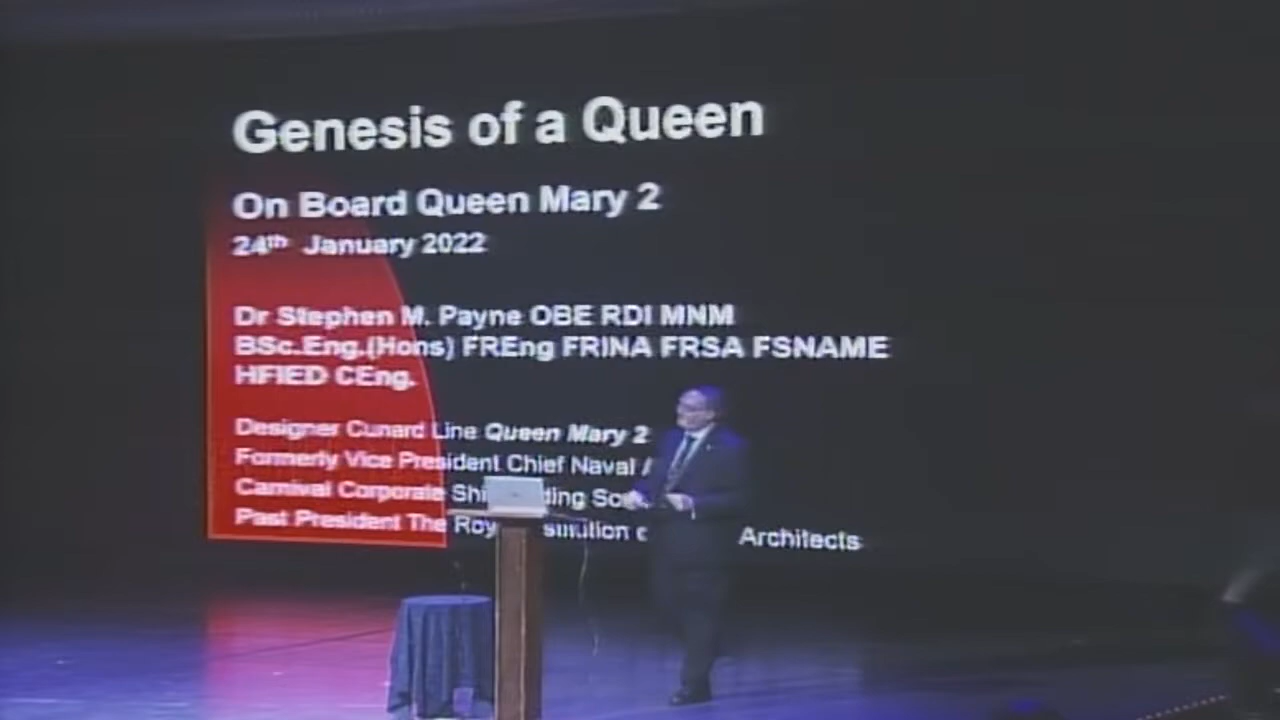 Genesis of a Queen
On Board Queen Mary 2
24th January 2022
Dr Stephen M. Payne OBE RDI MNM
BSc.Eng.(Hons) FREng FRINA FRSA FSNAME
HFIED CEng.
Designer Cunard Line Queen Mary 2
Formerly Vice President Chief Naval
Carnival Corporate
Past President The Architects